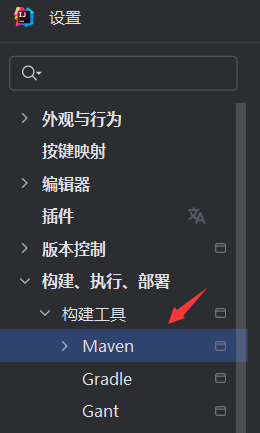 设置
外观与行为
按键映射
编辑器
插件
版本控制
构建、执行、部署
构建工具
Maven
Gradle
Gant